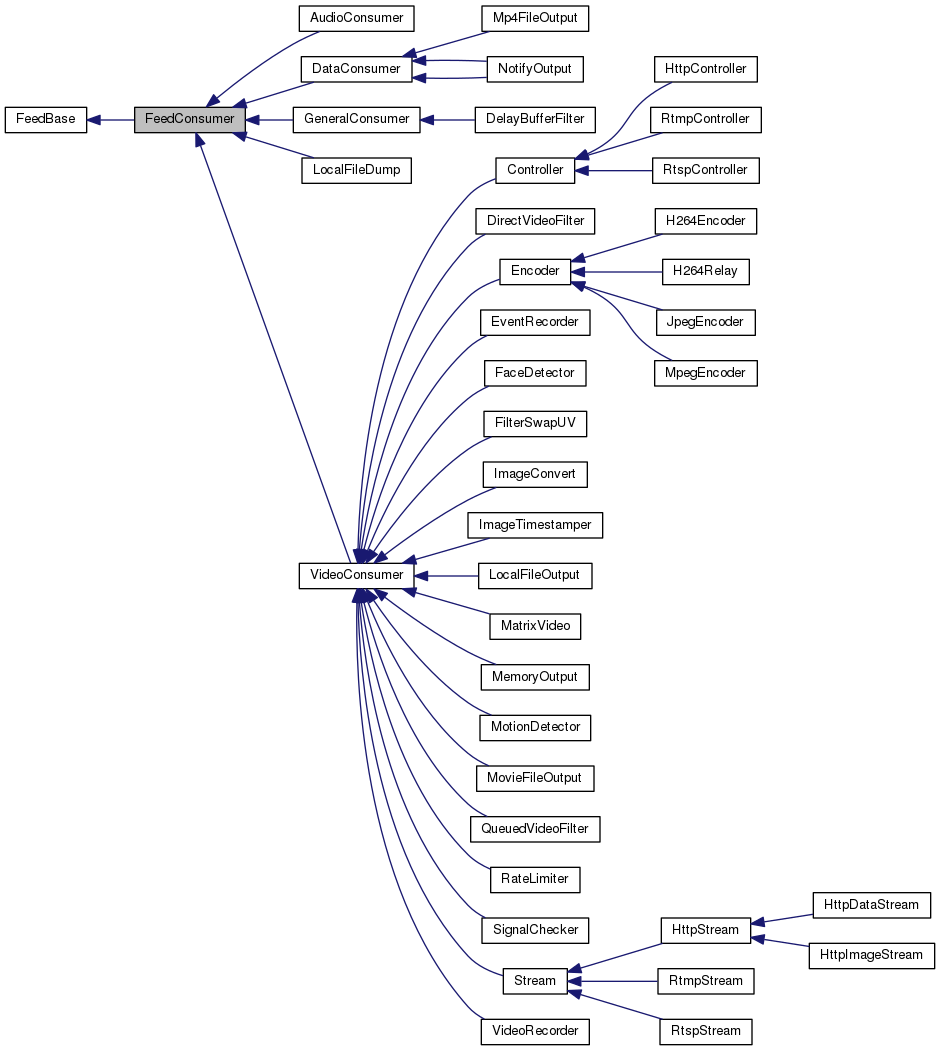 AudioConsumer
Mp4FileOutput
DataConsumer
NotifyOutput
HttpController
FeedBase
FeedConsumer
GeneralConsumer
DelayBufferFilter
RtmpController
LocalFileDump
Controller
RtspController
DirectVideoFilter
H264Encoder
Encoder
H264Relay
EventRecorder
JpegEncoder
FaceDetector
MpegEncoder
FilterSwapUV
ImageConvert
ImageTimestamper
VideoConsumer
LocalFileOutput
MatrixVideo
MemoryOutput
MotionDetector
MovieFileOutput
QueuedVideoFilter
RateLimiter
HttpDataStream
SignalChecker
HttpStream
HttpImageStream
Stream
RtmpStream
VideoRecorder
RtspStream